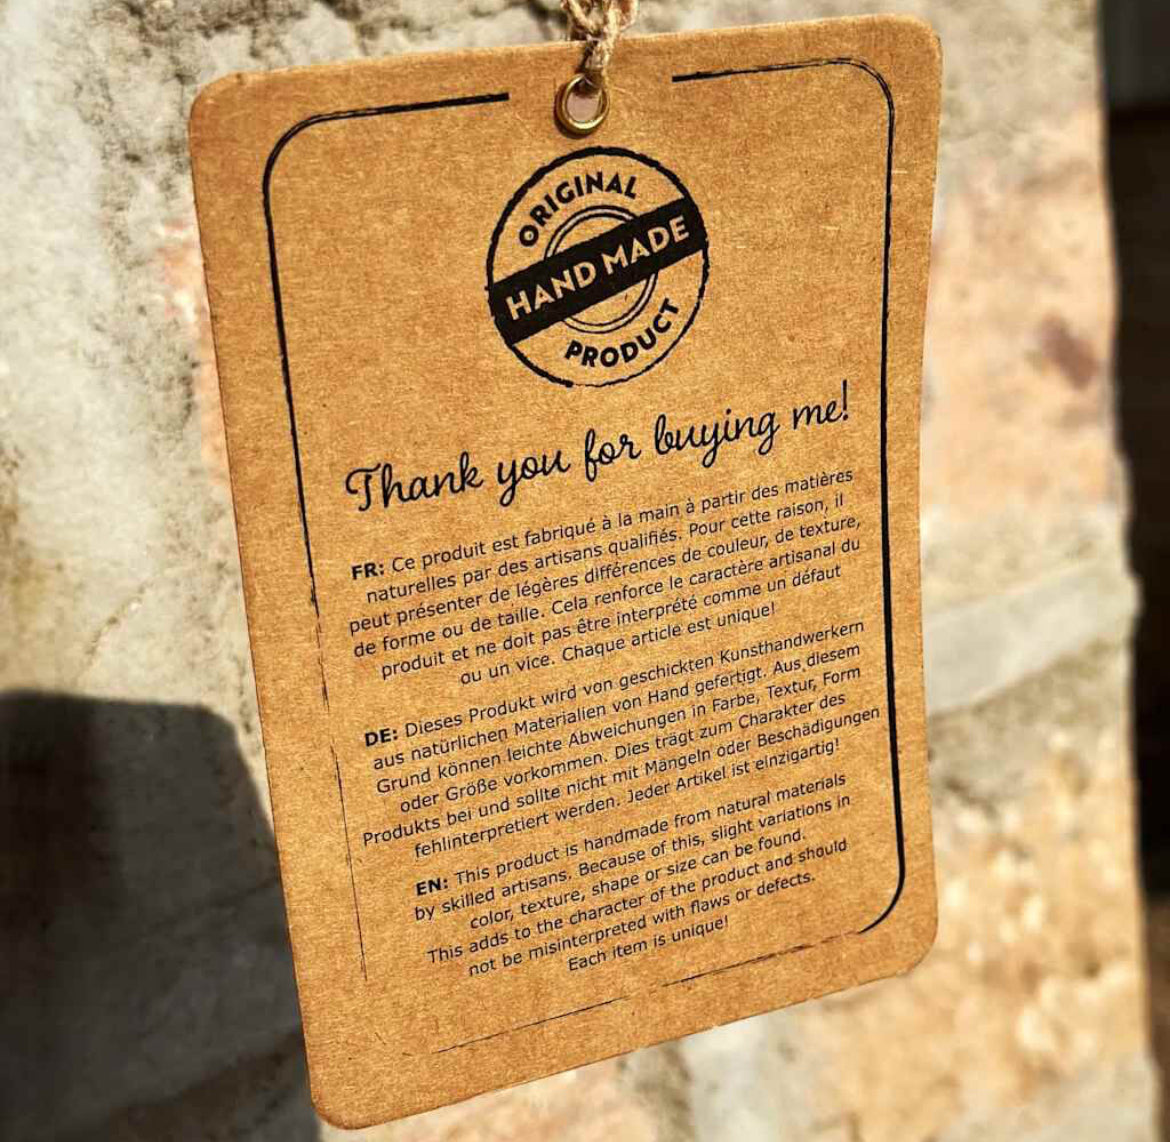 ORIGINAL
HAND MADE
PRODUCT
Thank you for buying me!
FR: Ce produit est fabriqué à la main à partir des matières
naturelles par des artisans qualifiés. Pour cette raison, il
peut présenter de légères différences de couleur, de texture,
de forme ou de taille. Cela renforce le caractère artisanal du
produit et ne doit pas être interprété comme un défaut
ou un vice. Chaque article est unique!
DE: Dieses Produkt wird von geschickten Kunsthandwerkern
aus natürlichen Materialien von Hand gefertigt. Aus diesem
Grund können leichte Abweichungen in Farbe, Textur, Form
oder Größe vorkommen. Dies trägt zum Charakter des
Produkts bei und sollte nicht mit Mängeln oder Beschädigungen
fehlinterpretiert werden. Jeder Artikel ist einzigartig!
EN: This product is handmade from natural materials
by skilled artisans. Because of this, slight variations in
color, texture, shape or size can be found.
This adds to the character of the product and should
not be misinterpreted with flaws or defects.
Each item is unique!